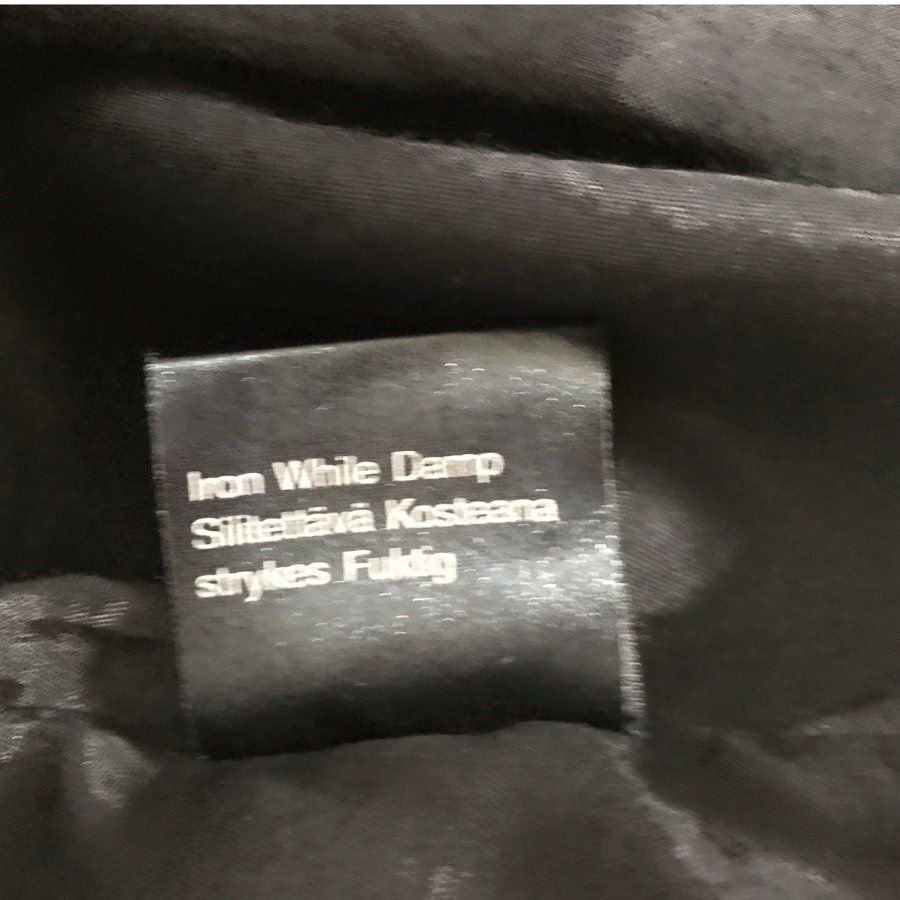 Iron While Damp
Silitettävä Kosteana
strykes Fuktig